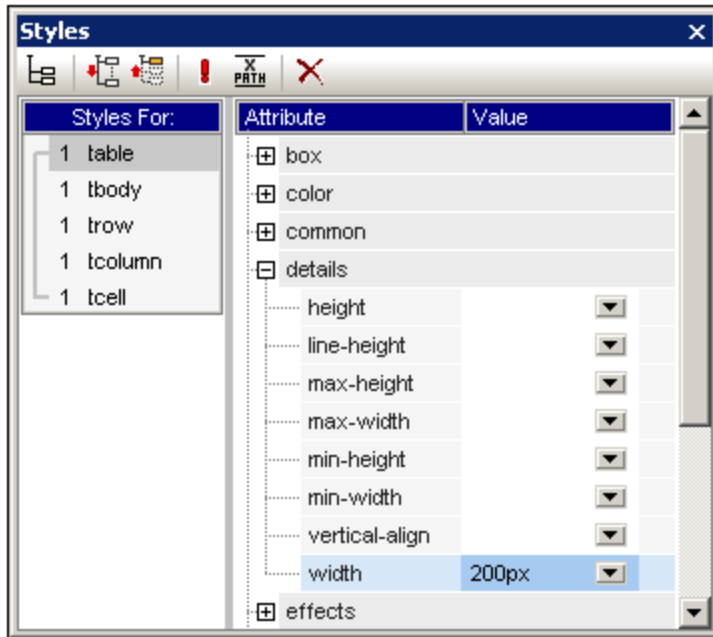 Styles
X
PATH
Styles For:
1 table
1 tbody
1 trow
1 tcolumn
1 tcell
Attribute Value
box
color
common
details
height
line-height
max-height
max-width
min-height
min-width
vertical-align
width 200px
effects